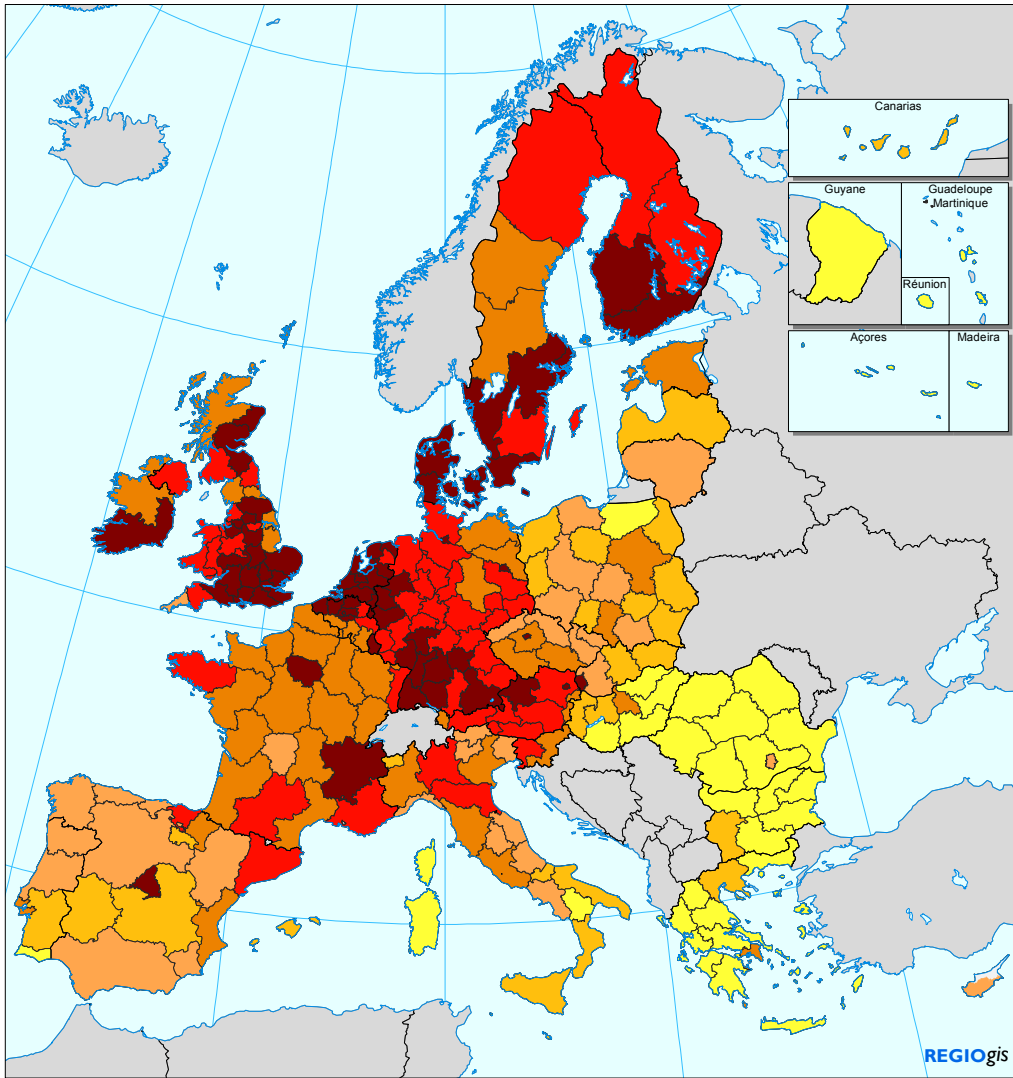 Canarias
Guyane
Guadeloupe
Martinique
Réunion
Açores
Madeira
REGIOgis